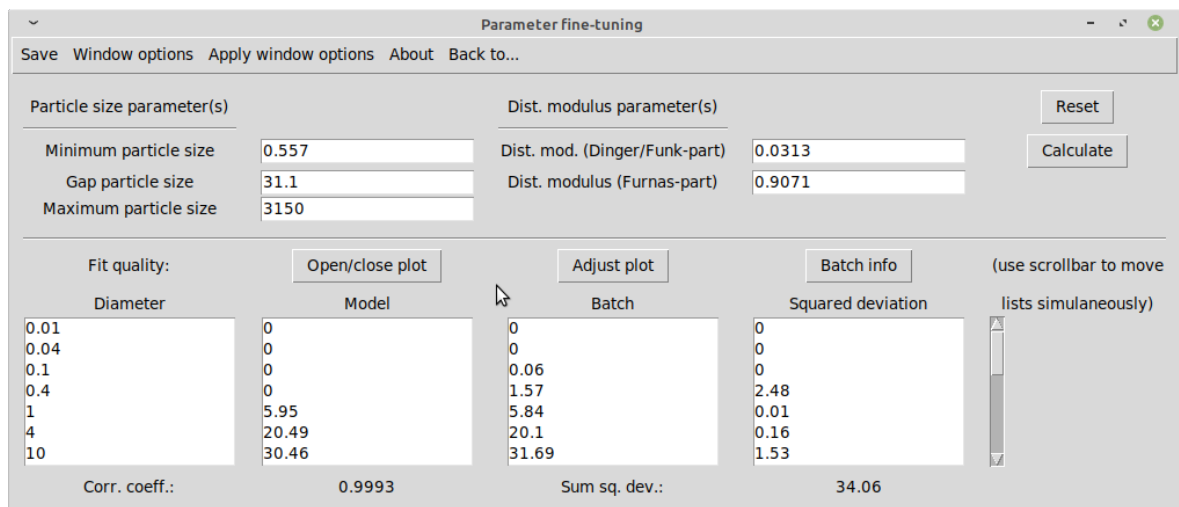 Parameter fine-tuning
Save Window options Apply window options About Back to...
Particle size parameter(s) Dist. modulus parameter(s) Reset
Minimum particle size 0.557 Dist. mod. (Dinger/Funk-part) 0.0313 Calculate
Gap particle size 31.1 Dist. modulus (Furnas-part) 0.9071
Maximum particle size 3150
Fit quality: Open/close plot Adjust plot Batch info (use scrollbar to move
Diameter Model Batch Squared deviation lists simulaneously)
0.01 0 0 0
0.04 0 0 0
0.1 0 0.06 0
0.4 0 1.57 2.48
1 5.95 5.84 0.01
4 20.49 20.1 0.16
10 30.46 31.69 1.53
Corr. coeff.: 0.9993 Sum sq. dev.: 34.06